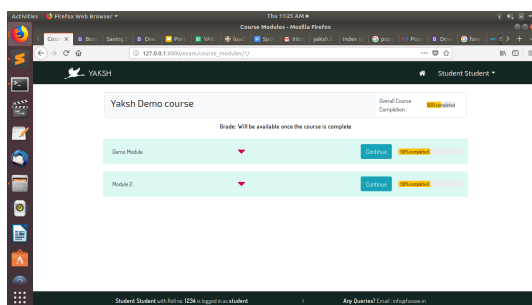 Activities Firefox Web Browser ▾ Thu 11:25 AM
Course Modules - Mozilla Firefox
127.0.0.1:8000/exam/course_modules/1/
YAKSH Student Student
Yaksh Demo course
Overall Course Completion :
50% completed
Grade: Will be available once the course is complete
Demo Module Continue 50% completed
Module 2 Continue 50% completed
Student Student with Roll no. 1234 is logged in as student | Any Queries? Email : info@fossee.in